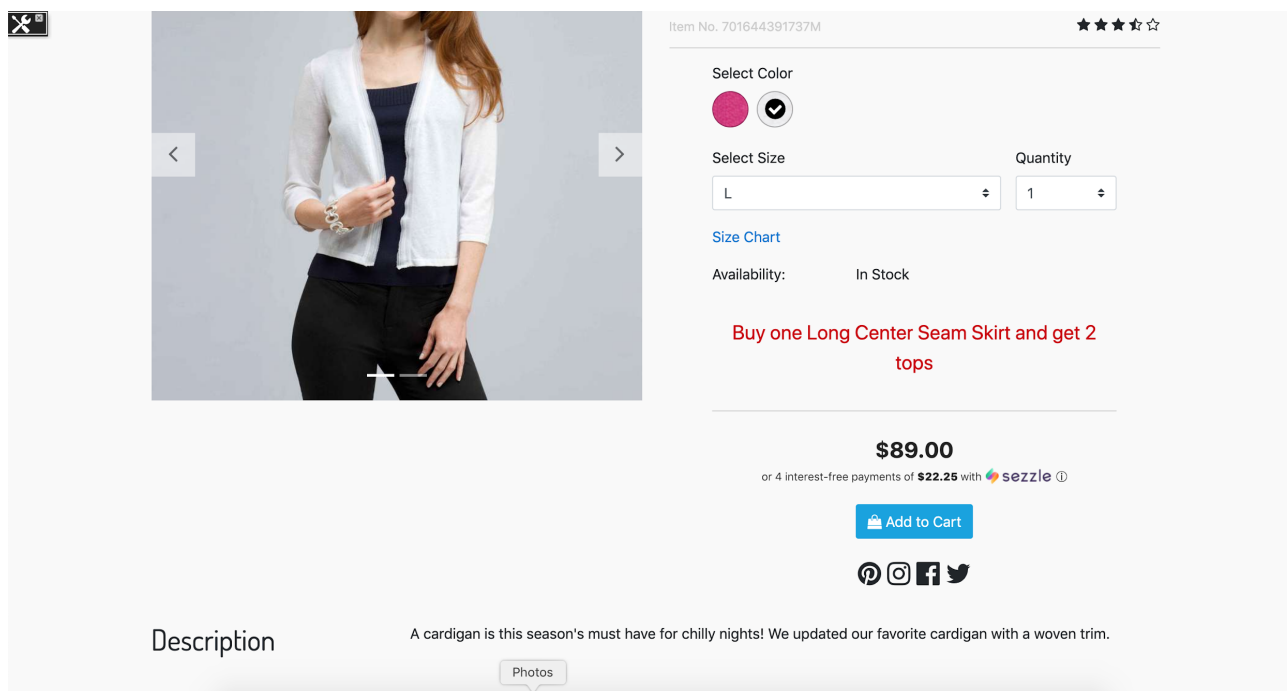 Item No. 701644391737M
Select Color
Select Size
Quantity
L
1
Size Chart
Availability:
In Stock
Buy one Long Center Seam Skirt and get 2
tops
$89.00
or 4 interest-free payments of $22.25 with sezzle
Add to Cart
Description
A cardigan is this season's must have for chilly nights! We updated our favorite cardigan with a woven trim.
Photos